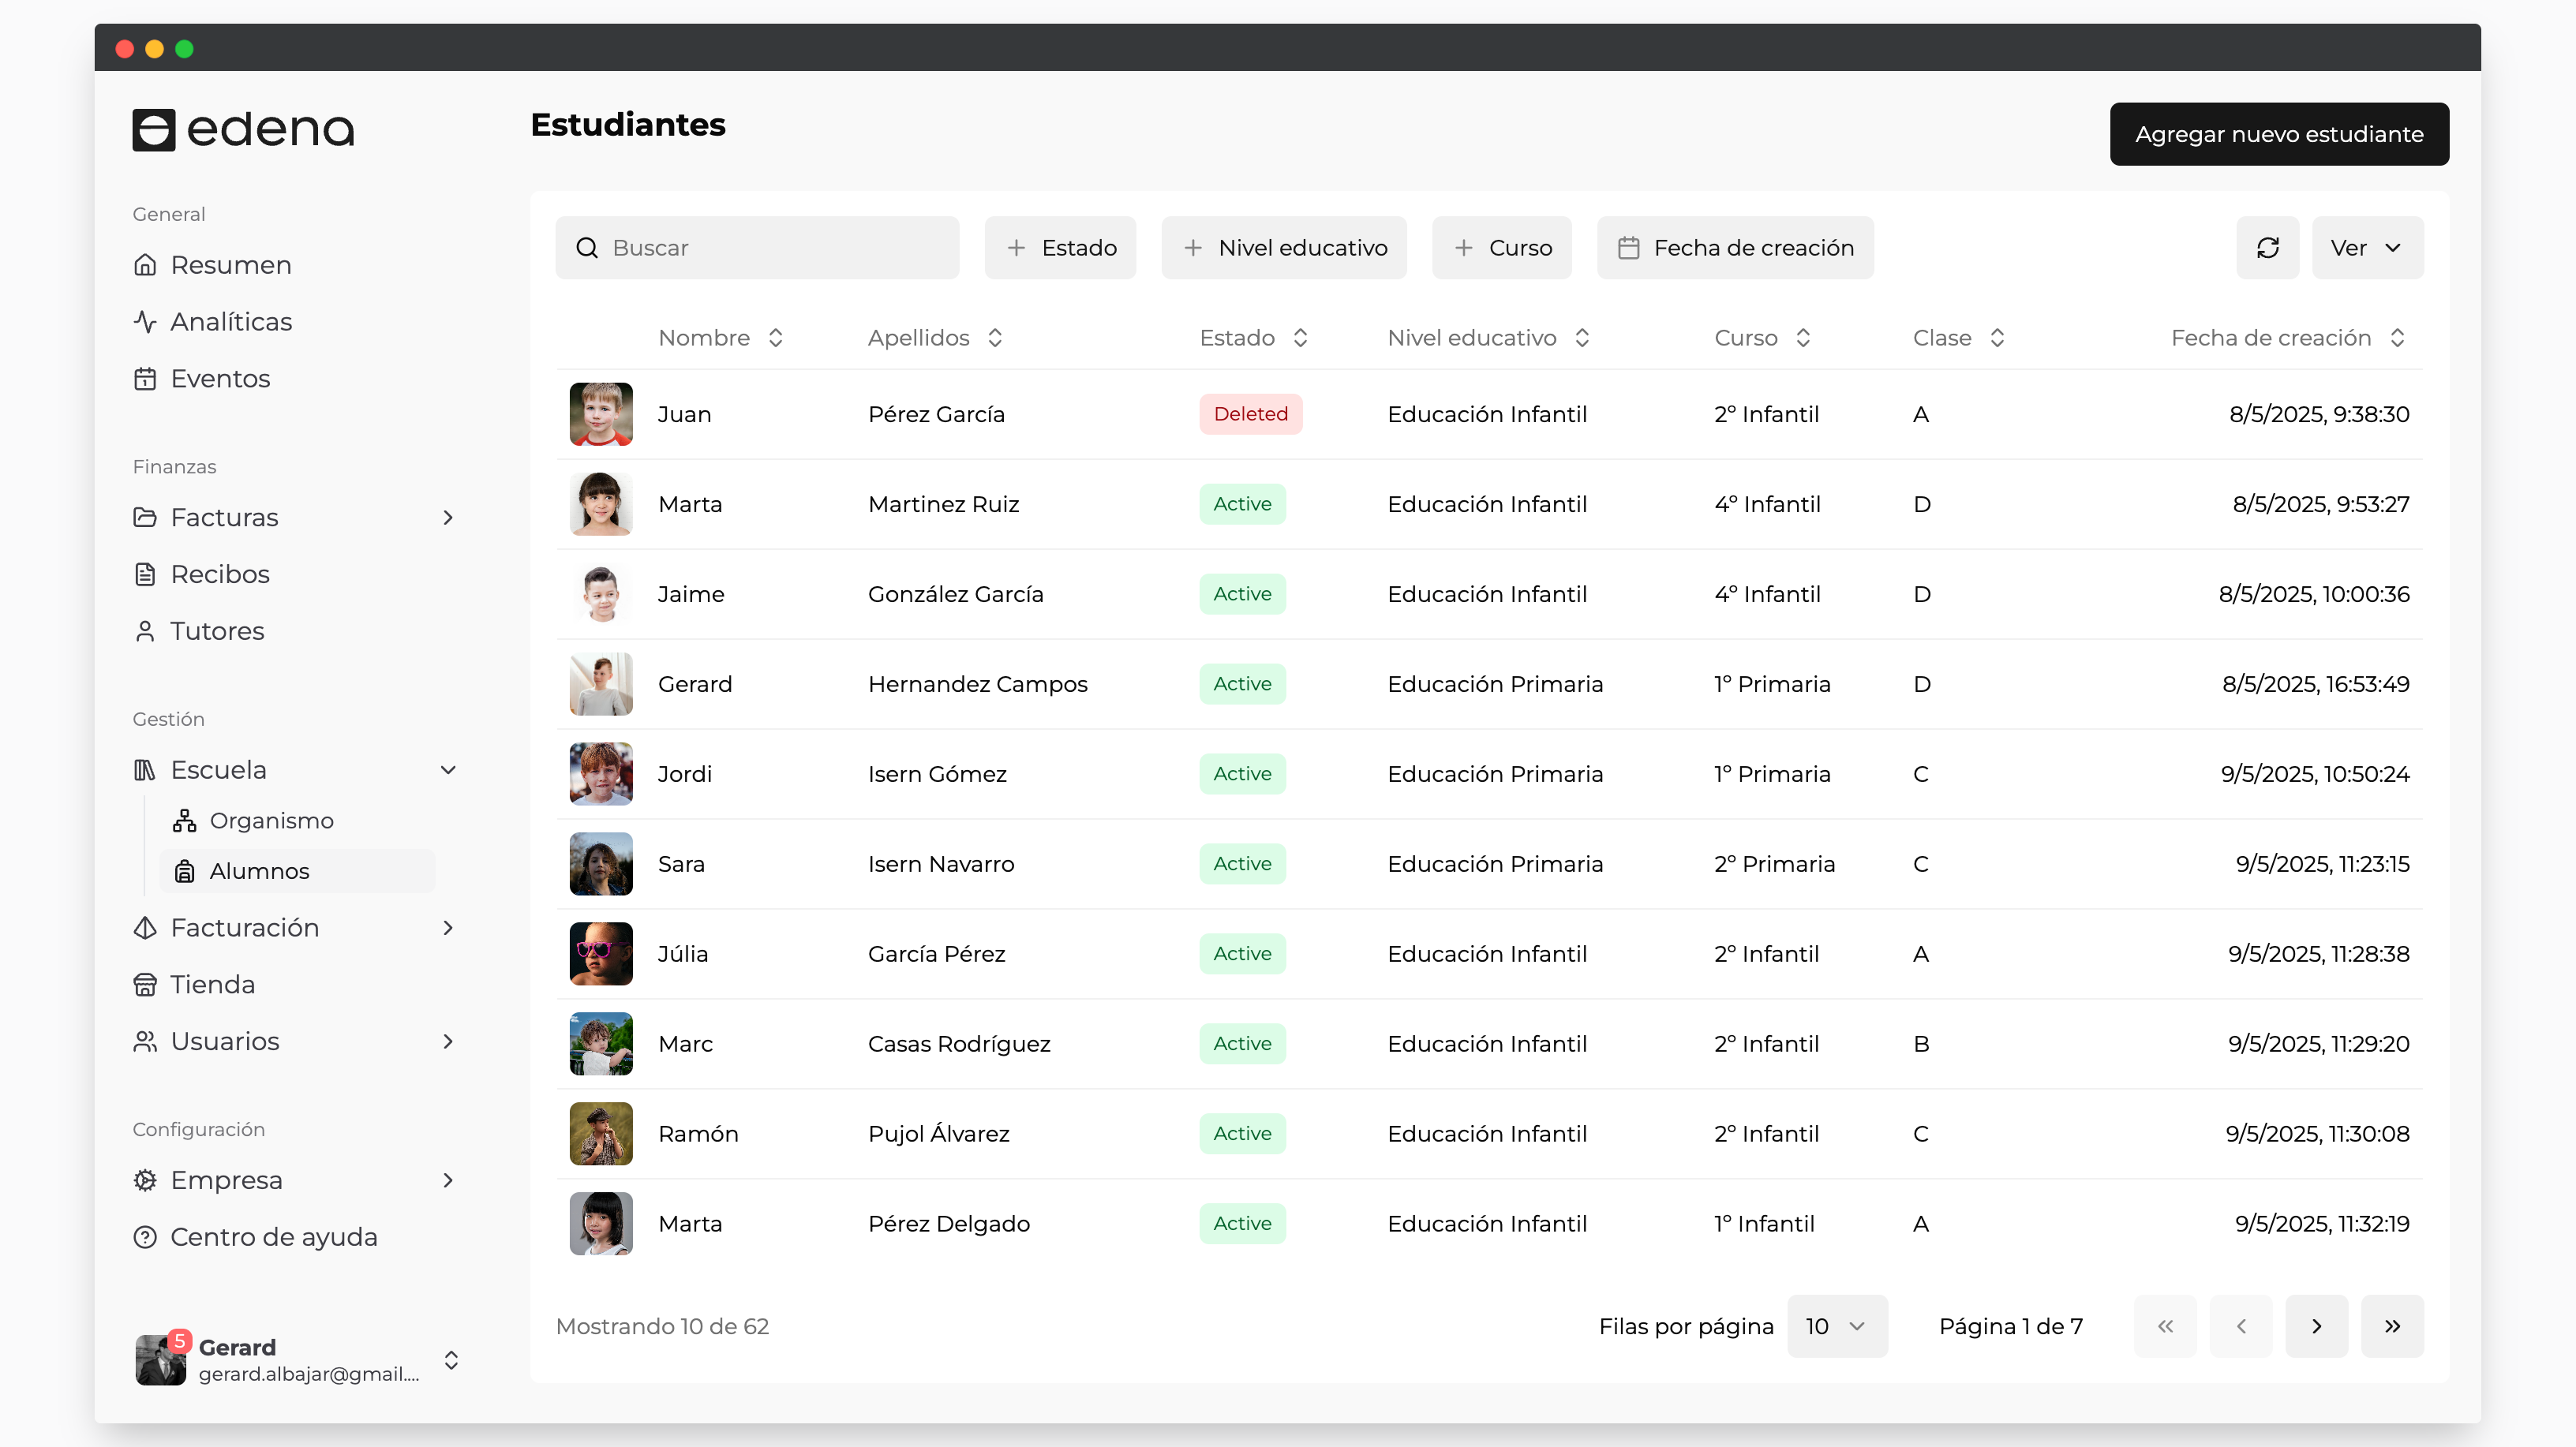 edena
General
Resumen
Analíticas
Eventos
Finanzas
Facturas
Recibos
Tutores
Gestión
Escuela
Organismo
Alumnos
Facturación
Tienda
Usuarios
Configuración
Empresa
Centro de ayuda
5
Gerard
gerard.albajar@gmail....
Estudiantes
Agregar nuevo estudiante
Buscar Estado Nivel educativo Curso Fecha de creación Ver
Nombre Apellidos Estado Nivel educativo Curso Clase Fecha de creación
Juan Pérez García Deleted Educación Infantil 2º Infantil A 8/5/2025, 9:38:30
Marta Martinez Ruiz Active Educación Infantil 4º Infantil D 8/5/2025, 9:53:27
Jaime González García Active Educación Infantil 4º Infantil D 8/5/2025, 10:00:36
Gerard Hernandez Campos Active Educación Primaria 1º Primaria D 8/5/2025, 16:53:49
Jordi Isern Gómez Active Educación Primaria 1º Primaria C 9/5/2025, 10:50:24
Sara Isern Navarro Active Educación Primaria 2º Primaria C 9/5/2025, 11:23:15
Júlia García Pérez Active Educación Infantil 2º Infantil A 9/5/2025, 11:28:38
Marc Casas Rodríguez Active Educación Infantil 2º Infantil B 9/5/2025, 11:29:20
Ramón Pujol Álvarez Active Educación Infantil 2º Infantil C 9/5/2025, 11:30:08
Marta Pérez Delgado Active Educación Infantil 1º Infantil A 9/5/2025, 11:32:19
Mostrando 10 de 62 Filas por página 10 Página 1 de 7